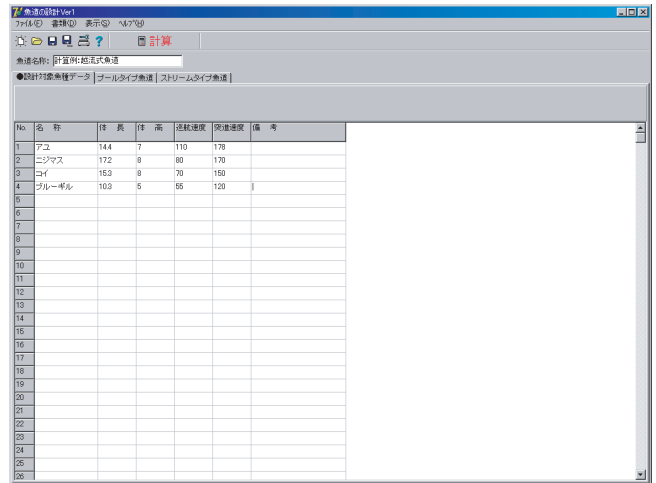 魚道の設計Ver1
ファイル(F) 書類(D) 表示(G) ヘルプ(H)
? 計算
魚道名称: 計算例:越流式魚道
●設計対象魚種データ プールタイプ魚道 ストリームタイプ魚道
No. 名 称 体 長 体 高 巡航速度 突進速度 備 考
1 アユ 14.4 7 110 178
2 ニジマス 17.2 8 80 170
3 コイ 15.3 8 70 150
4 ブルーギル 10.3 5 55 120
5
6
7
8
9
10
11
12
13
14
15
16
17
18
19
20
21
22
23
24
25
26